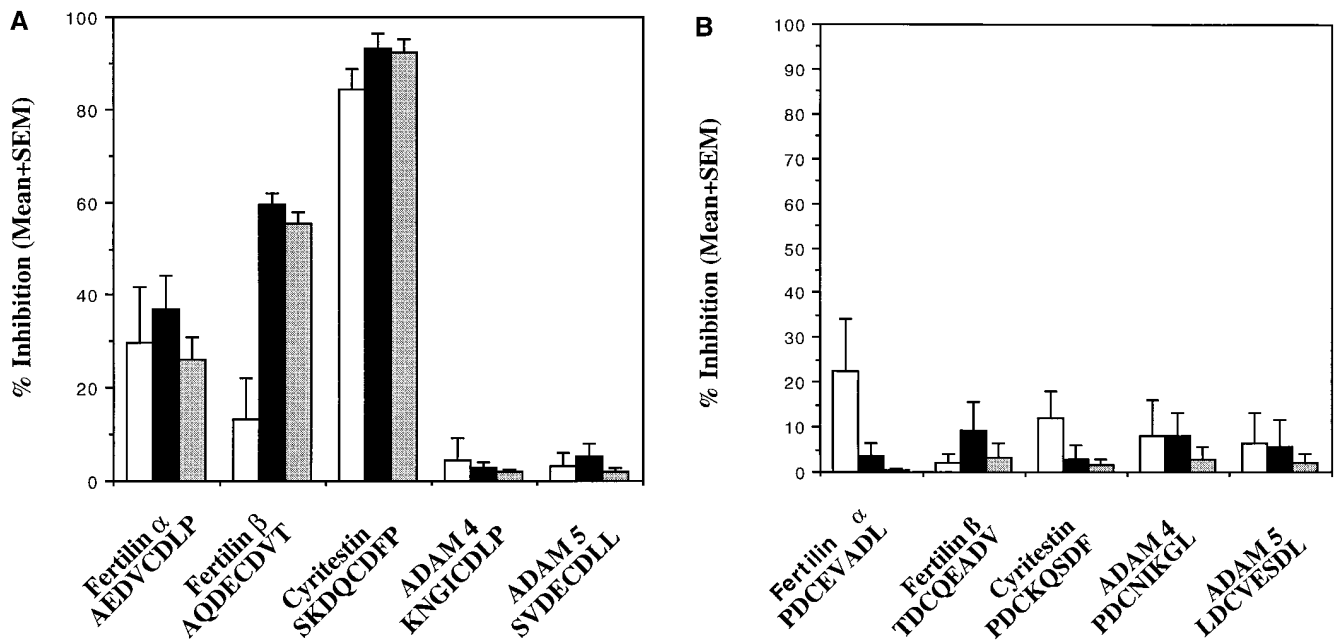 A
% Inhibition (Mean+SEM)
100
80
60
40
20
0
Fertilin α
AEDVCDLP
Fertilin β
AQDECDVT
Cyritestin
SKDQCDFP
ADAM 4
KNGICDLP
ADAM 5
SVDECDLL
B
% Inhibition (Mean+SEM)
100
90
80
70
60
50
40
30
20
10
0
Fertilin α
PDCEVADL
Fertilin ß
TDCQEADV
Cyritestin
PDCKQSDF
ADAM 4
PDCNIKGL
ADAM 5
LDCVESDL